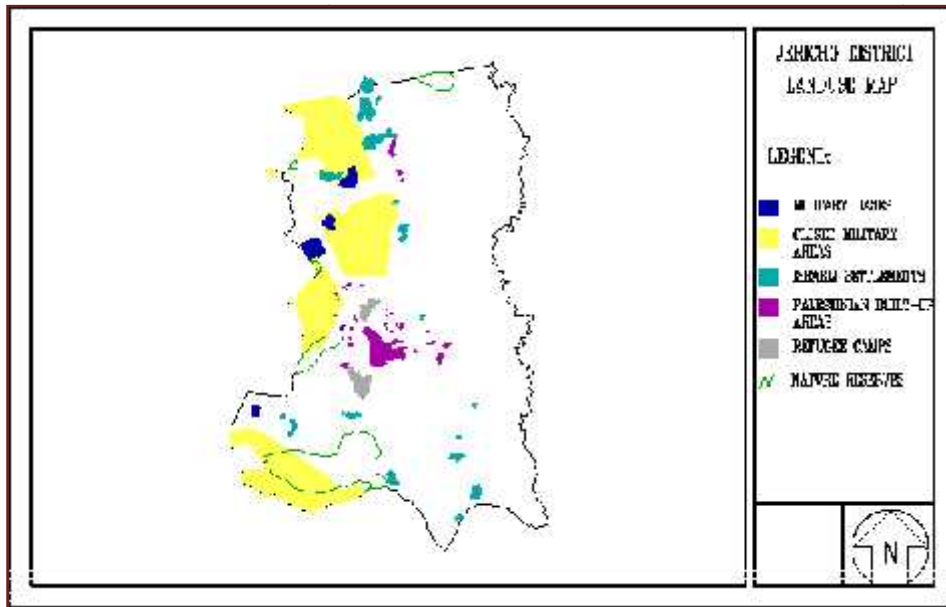 JERICHO DISTRICT
LANDUSE MAP
LEGEND:
MILITARY
CLOSED MILITARY
AREAS
ISRAELI SETTLEMENTS
PALESTINIAN BUILT-UP
AREAS
REFUGEE CAMPS
NATURE RESERVES
N